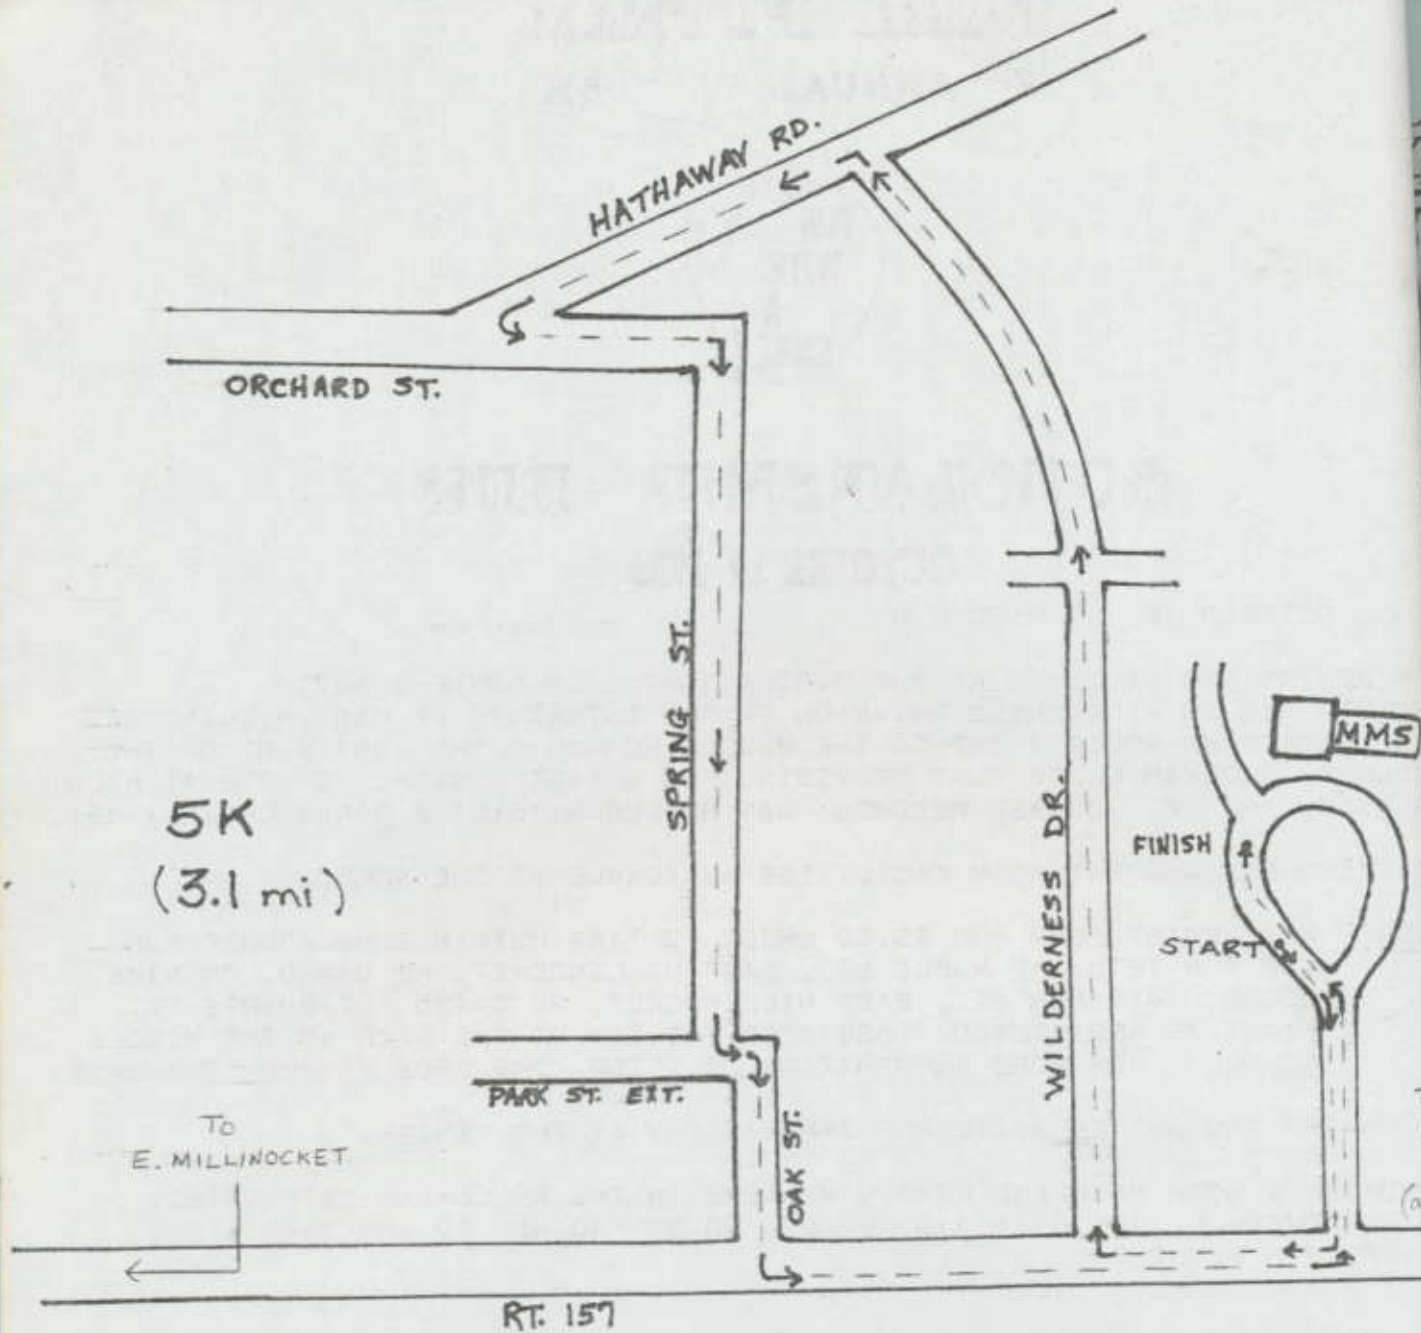 HATHAWAY RD.
ORCHARD ST.
SPRING ST.
MMS
5K
(3.1 mi)
WILDERNESS DR.
FINISH
START
PARK ST. EXT.
OAK ST.
TO
E. MILLINOCKET
RT. 157